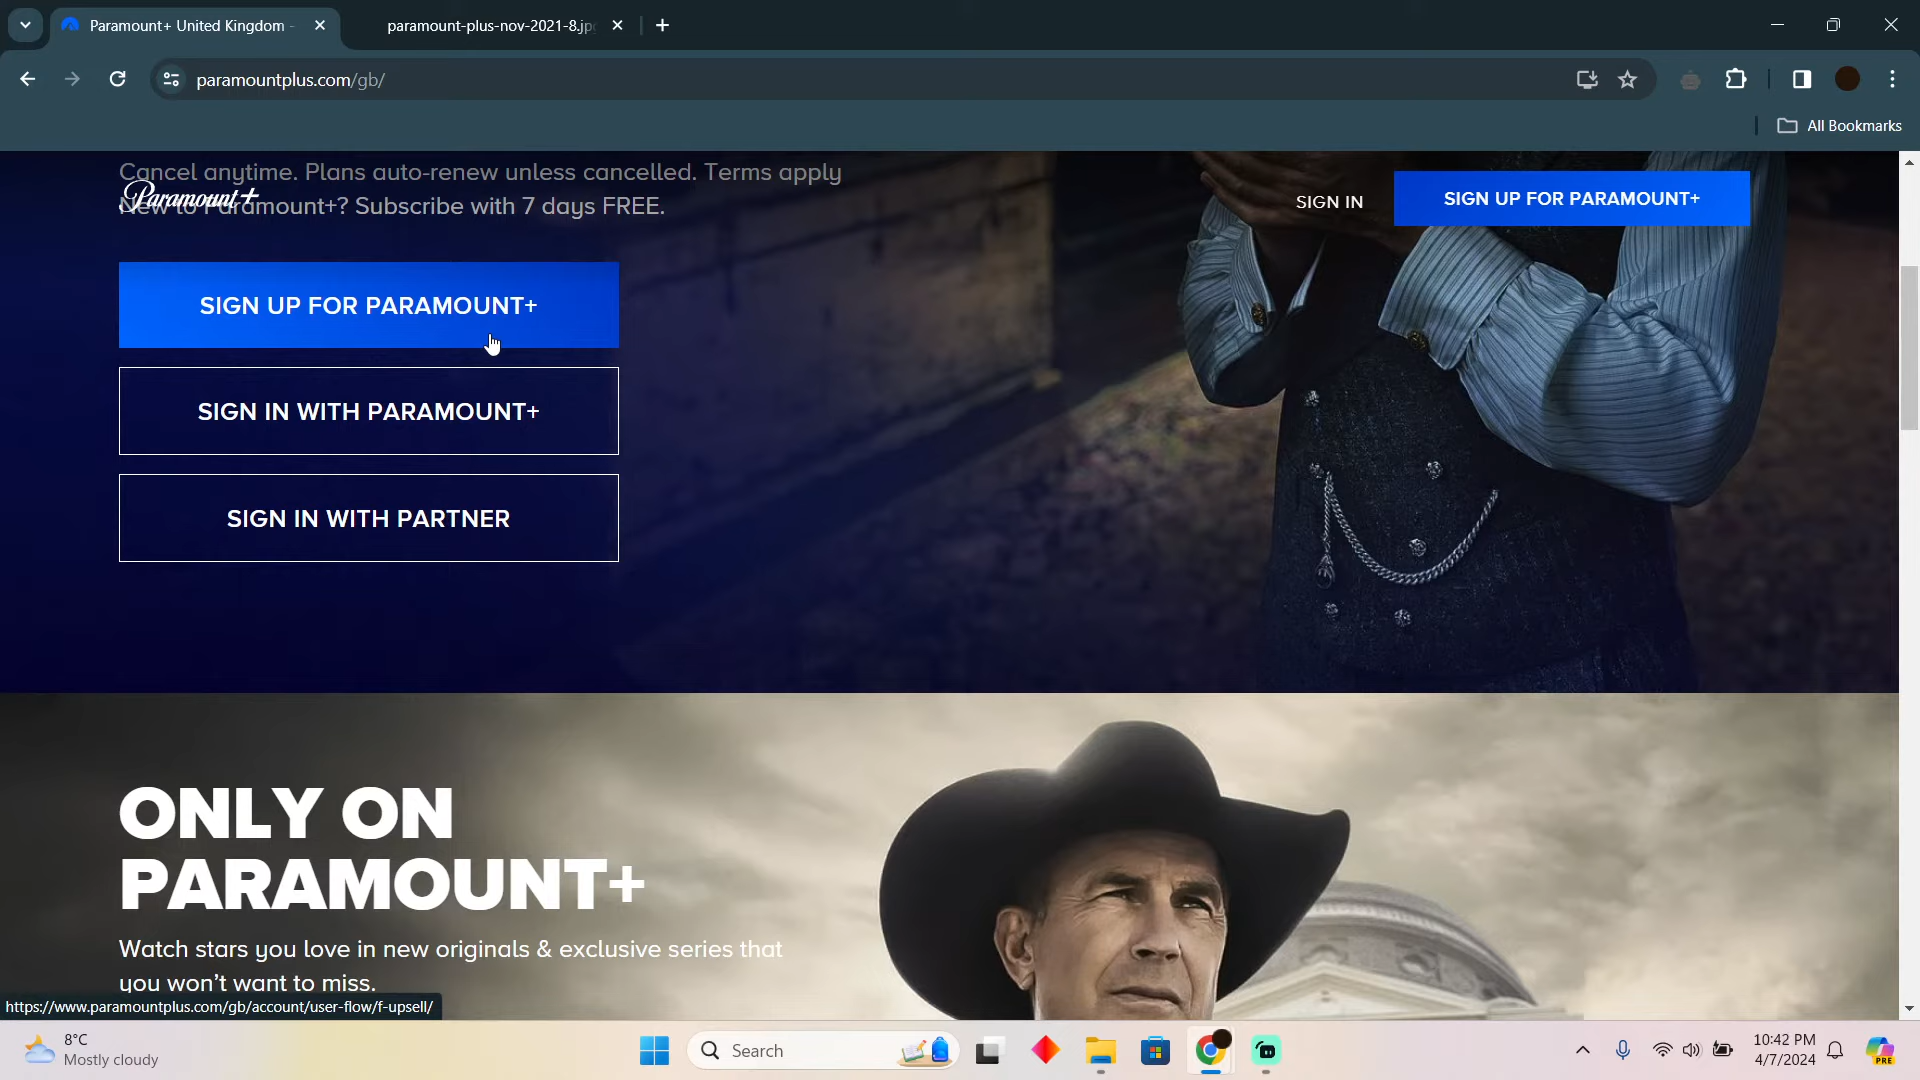 Paramount+ United Kingdom -
paramount-plus-nov-2021-8.jp
paramountplus.com/gb/
All Bookmarks
Cancel anytime. Plans auto-renew unless cancelled. Terms apply
New to Paramount+? Subscribe with 7 days FREE.
Paramount+
SIGN IN
SIGN UP FOR PARAMOUNT+
SIGN UP FOR PARAMOUNT+
SIGN IN WITH PARAMOUNT+
SIGN IN WITH PARTNER
ONLY ON
PARAMOUNT+
Watch stars you love in new originals & exclusive series that
you won't want to miss.
https://www.paramountplus.com/gb/account/user-flow/f-upsell/
8°C
Mostly cloudy
Search
10:42 PM
4/7/2024
PRE